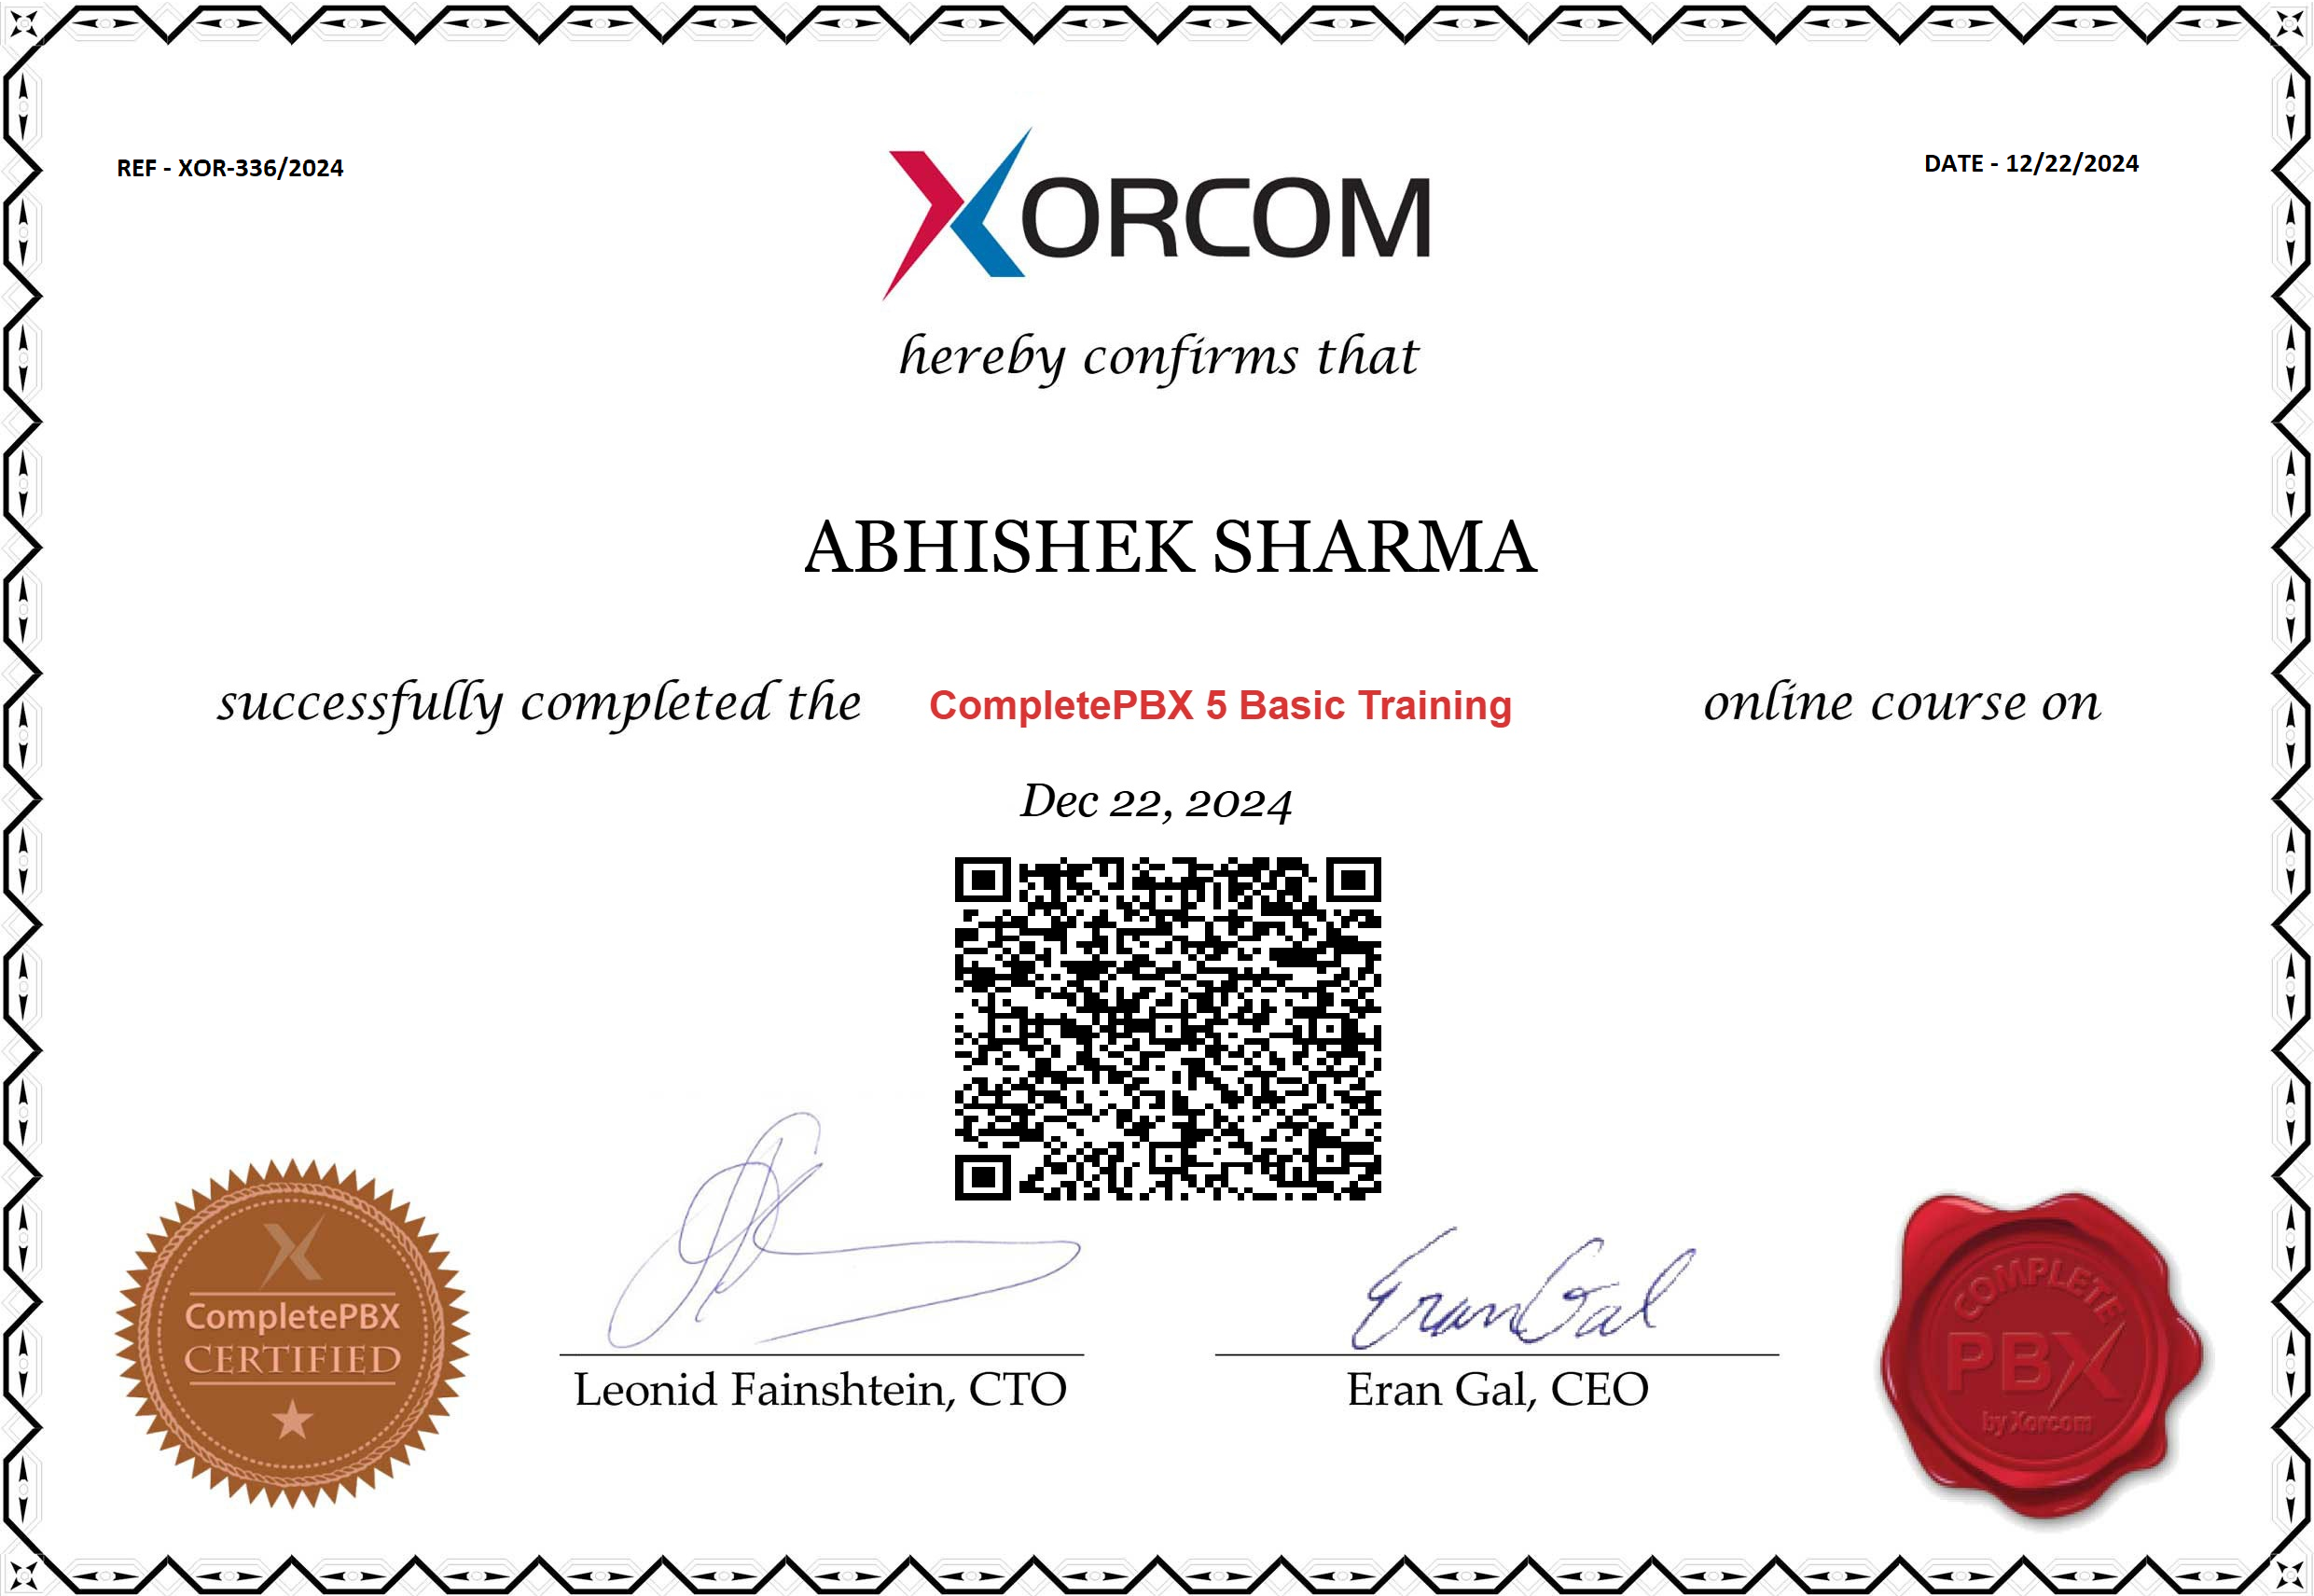 REF - XOR-336/2024
DATE - 12/22/2024
XORCOM
hereby confirms that
ABHISHEK SHARMA
successfully completed the CompletePBX 5 Basic Training online course on
Dec 22, 2024
Eran Gal
CompletePBX
CERTIFIED
Leonid Fainshtein, CTO
Eran Gal, CEO
COMPLETE
PBX
by Xorcom